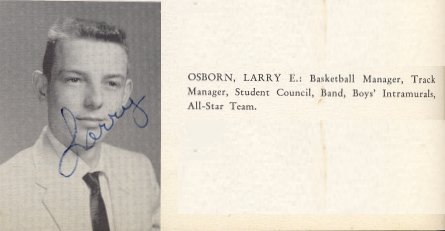 Larry
OSBORN, LARRY E.: Basketball Manager, Track
Manager, Student Council, Band, Boys' Intramurals,
All-Star Team.